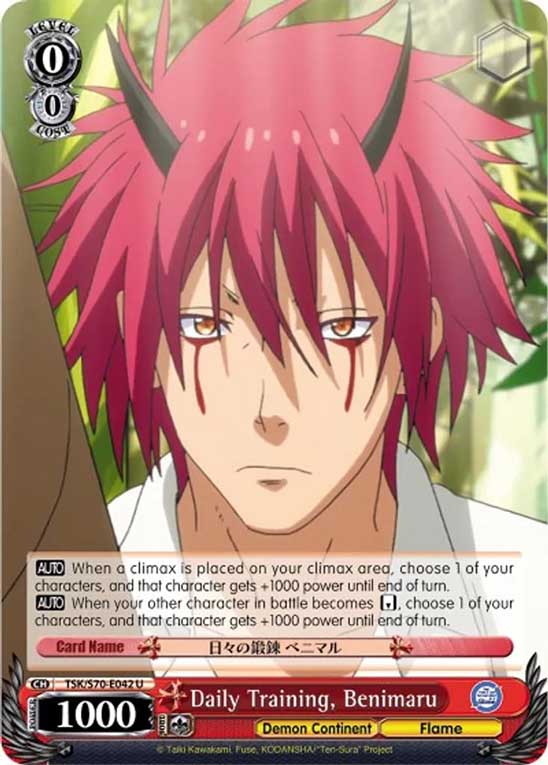 LEVEL
0
0
COST
AUTO When a climax is placed on your climax area, choose 1 of your
characters, and that character gets +1000 power until end of turn.
AUTO When your other character in battle becomes, choose 1 of your
characters, and that character gets +1000 power until end of turn.
Card Name 日々の鍛錬 ベニマル
CH TSK/S70-E042 U
POWER 1000
Daily Training, Benimaru
Demon Continent Flame
© Taiki Kawakami, Fuse, KODANSHA/"Ten-Sura" Project